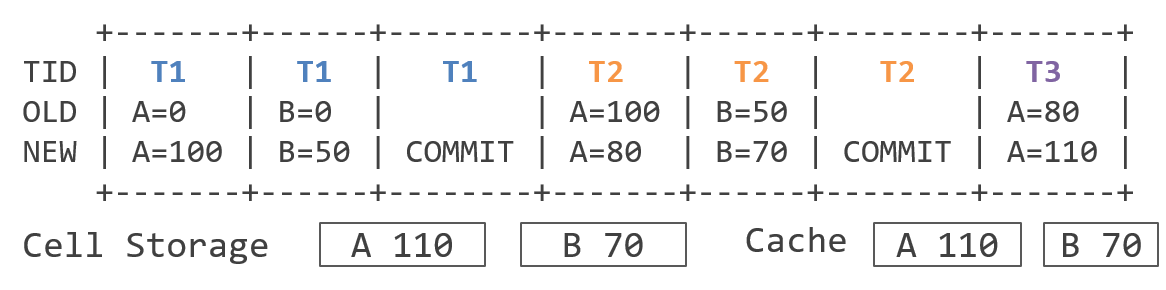 +-------+------+--------+-------+------+--------+-------+
TID | T1 | T1 | T1 | T2 | T2 | T2 | T3 |
OLD | A=0 | B=0 | | A=100 | B=50 | | A=80 |
NEW | A=100 | B=50 | COMMIT | A=80 | B=70 | COMMIT | A=110 |
+-------+------+--------+-------+------+--------+-------+
Cell Storage A 110 B 70 Cache A 110 B 70